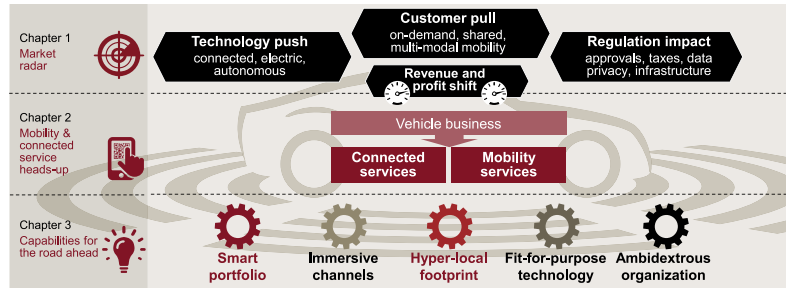 Chapter 1
Market
radar
Technology push
connected, electric,
autonomous
Customer pull
on-demand, shared,
multi-modal mobility
Regulation impact
approvals, taxes, data
privacy, infrastructure
Revenue and
profit shift
Chapter 2
Mobility &
connected
service
heads-up
Vehicle business
Connected
services
Mobility
services
Chapter 3
Capabilities for
the road ahead
Smart
portfolio
Immersive
channels
Hyper-local
footprint
Fit-for-purpose
technology
Ambidextrous
organization